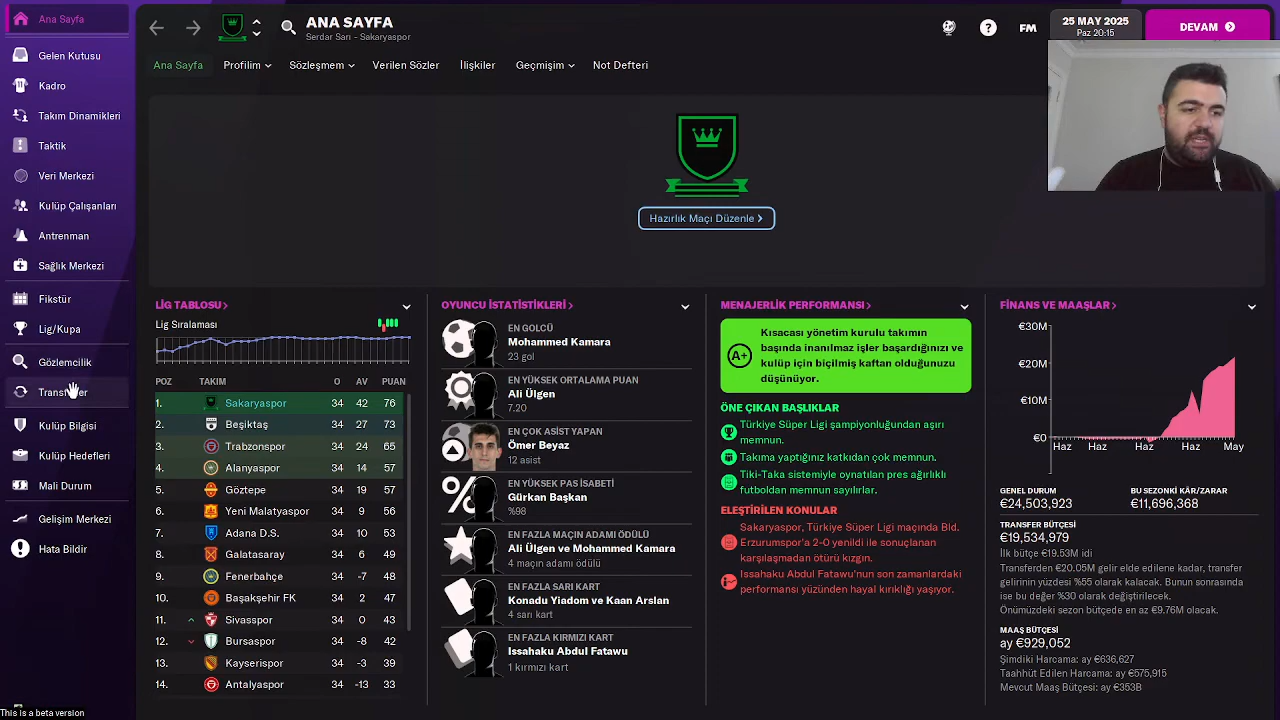 Ana Sayfa
Gelen Kutusu
Kadro
Takım Dinamikleri
Taktik
Veri Merkezi
Kulüp Çalışanları
Antrenman
Sağlık Merkezi
Fikstür
Lig/Kupa
Gözlemcilik
Transfer
Kulüp Bilgisi
Kulüp Hedefleri
Mali Durum
Gelişim Merkezi
Hata Bildir
This is a beta version
ANA SAYFA
Serdar Sarı - Sakaryaspor
?
FM
25 MAY 2025
Paz 20:15
DEVAM
Ana Sayfa
Profilim
Sözleşmem
Verilen Sözler
İlişkiler
Geçmişim
Not Defteri
Hazırlık Maçı Düzenle >
LİG TABLOSU>
Lig Sıralaması
POZ TAKIM O AV PUAN
1. Sakaryaspor 34 42 76
2. Beşiktaş 34 27 73
3. Trabzonspor 34 24 65
4. Alanyaspor 34 14 57
5. Göztepe 34 19 57
6. Yeni Malatyaspor 34 9 56
7. Adana D.S. 34 10 53
8. Galatasaray 34 6 49
9. Fenerbahçe 34 -7 48
10. Başakşehir FK 34 2 47
11. Sivasspor 34 0 43
12. Bursaspor 34 -8 42
13. Kayserispor 34 -3 39
14. Antalyaspor 34 -13 33
OYUNCU İSTATİSTİKLERİ>
EN GOLCÜ
Mohammed Kamara
23 gol
EN YÜKSEK ORTALAMA PUAN
Ali Ülgen
7.20
EN ÇOK ASİST YAPAN
Ömer Beyaz
12 asist
EN YÜKSEK PAS İSABETİ
Gürkan Başkan
%98
EN FAZLA MAÇIN ADAMI ÖDÜLÜ
Ali Ülgen ve Mohammed Kamara
4 maçın adamı ödülü
EN FAZLA SARI KART
Konadu Yiadom ve Kaan Arslan
4 sarı kart
EN FAZLA KIRMIZI KART
Issahaku Abdul Fatawu
1 kırmızı kart
MENAJERLİK PERFORMANSI>
A+
Kısacası yönetim kurulu takımın
başında inanılmaz işler başardığınızı ve
kulüp için biçilmiş kaftan olduğunuzu
düşünüyor.
ÖNE ÇIKAN BAŞLIKLAR
Türkiye Süper Ligi şampiyonluğundan aşırı
memnun.
Takıma yaptığınız katkıdan çok memnun.
Tiki-Taka sistemiyle oynatılan pres ağırlıklı
futboldan memnun sayılırlar.
ELEŞTİRİLEN KONULAR
Sakaryaspor, Türkiye Süper Ligi maçında Bld.
Erzurumspor'a 2-0 yenildi ile sonuçlanan
karşılaşmadan ötürü kızgın.
Issahaku Abdul Fatawu'nun son zamanlardaki
performansı yüzünden hayal kırıklığı yaşıyor.
FİNANS VE MAAŞLAR>
€30M
€20M
€10M
€0
Haz Haz Haz Haz May
GENEL DURUM
€24,503,923
BU SEZONKİ KÂR/ZARAR
€11,696,368
TRANSFER BÜTÇESİ
€19,534,979
İlk bütçe €19.53M idi
Transferden €20.05M gelir elde edilene kadar, transfer
gelirinin yüzdesi %55 olarak kalacak. Bunun sonrasında
ise bu değer %30 olarak değiştirilecek.
Önümüzdeki sezon bütçede en az €9.76M olacak.
MAAŞ BÜTÇESİ
ay €929,052
Şimdiki Harcama: ay €636,627
Taahhüt Edilen Harcama: ay €575,915
Mevcut Maaş Bütçesi: ay €353B